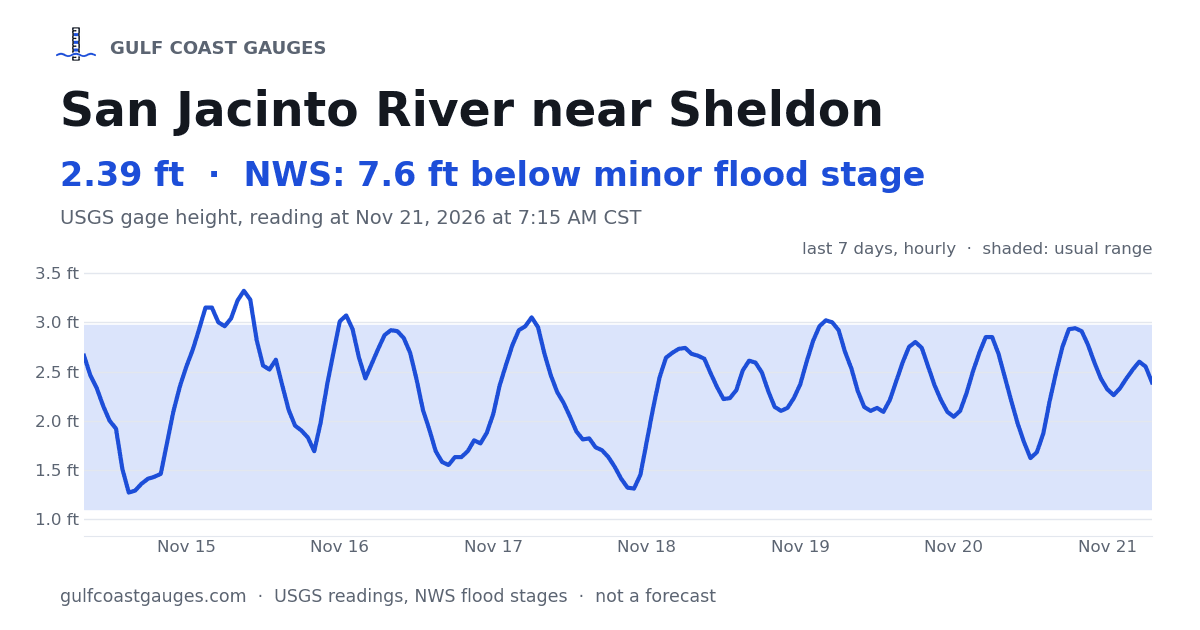 GULF COAST GAUGES
San Jacinto River near Sheldon
2.39 ft · NWS: 7.6 ft below minor flood stage
USGS gage height, reading at Nov 21, 2026 at 7:15 AM CST
last 7 days, hourly · shaded: usual range
3.5 ft
3.0 ft
2.5 ft
2.0 ft
1.5 ft
1.0 ft
Nov 15 Nov 16 Nov 17 Nov 18 Nov 19 Nov 20 Nov 21
gulfcoastgauges.com · USGS readings, NWS flood stages · not a forecast